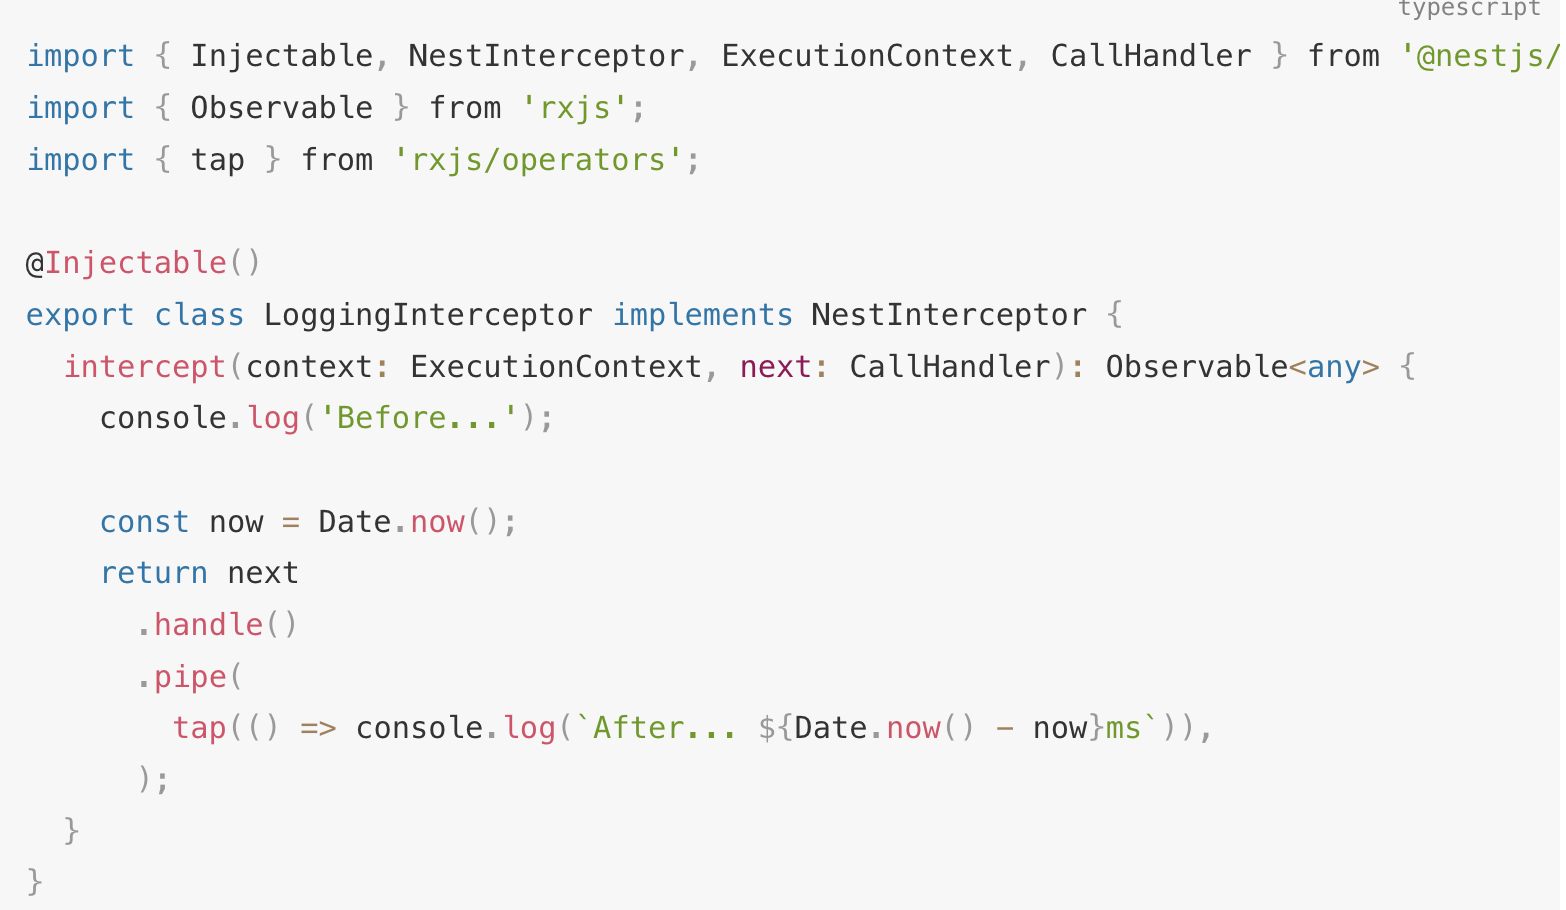 typescript
import { Injectable, NestInterceptor, ExecutionContext, CallHandler } from '@nestjs/
import { Observable } from 'rxjs';
import { tap } from 'rxjs/operators';

@Injectable()
export class LoggingInterceptor implements NestInterceptor {
  intercept(context: ExecutionContext, next: CallHandler): Observable<any> {
    console.log('Before...');

    const now = Date.now();
    return next
      .handle()
      .pipe(
        tap(() => console.log(`After... ${Date.now() - now}ms`)),
      );
  }
}